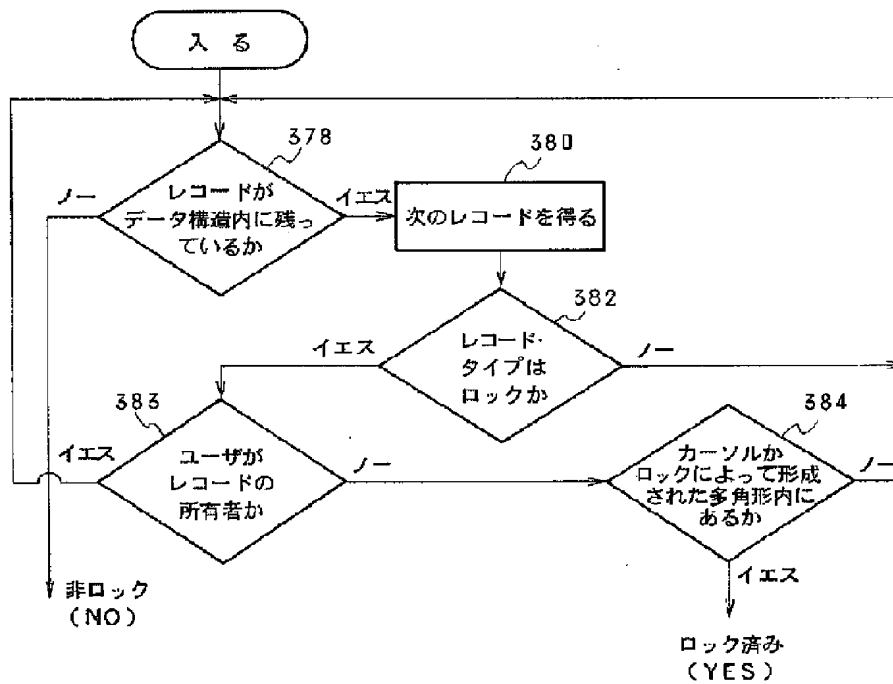 入る
378
レコードが
データ構造内に残っ
ているか
ノー
イエス
380
次のレコードを得る
382
レコード・
タイプは
ロックか
イエス
ノー
383
ユーザが
レコードの
所有者か
イエス
ノー
384
カーソルか
ロックによって形成
された多角形内に
あるか
ノー
イエス
非ロック
(NO)
ロック済み
(YES)